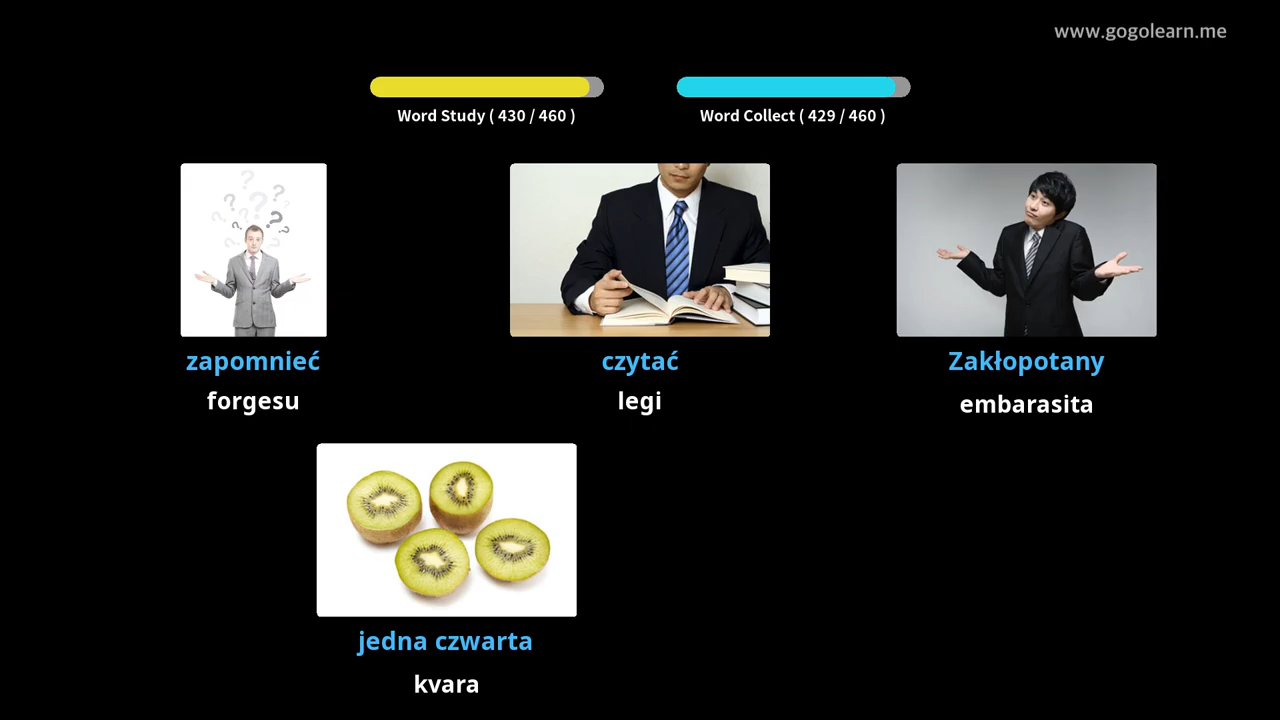 www.gogolearn.me
Word Study ( 430 / 460 )
Word Collect ( 429 / 460 )
zapomnieć
forgesu
czytać
legi
Zakłopotany
embarasita
jedna czwarta
kvara